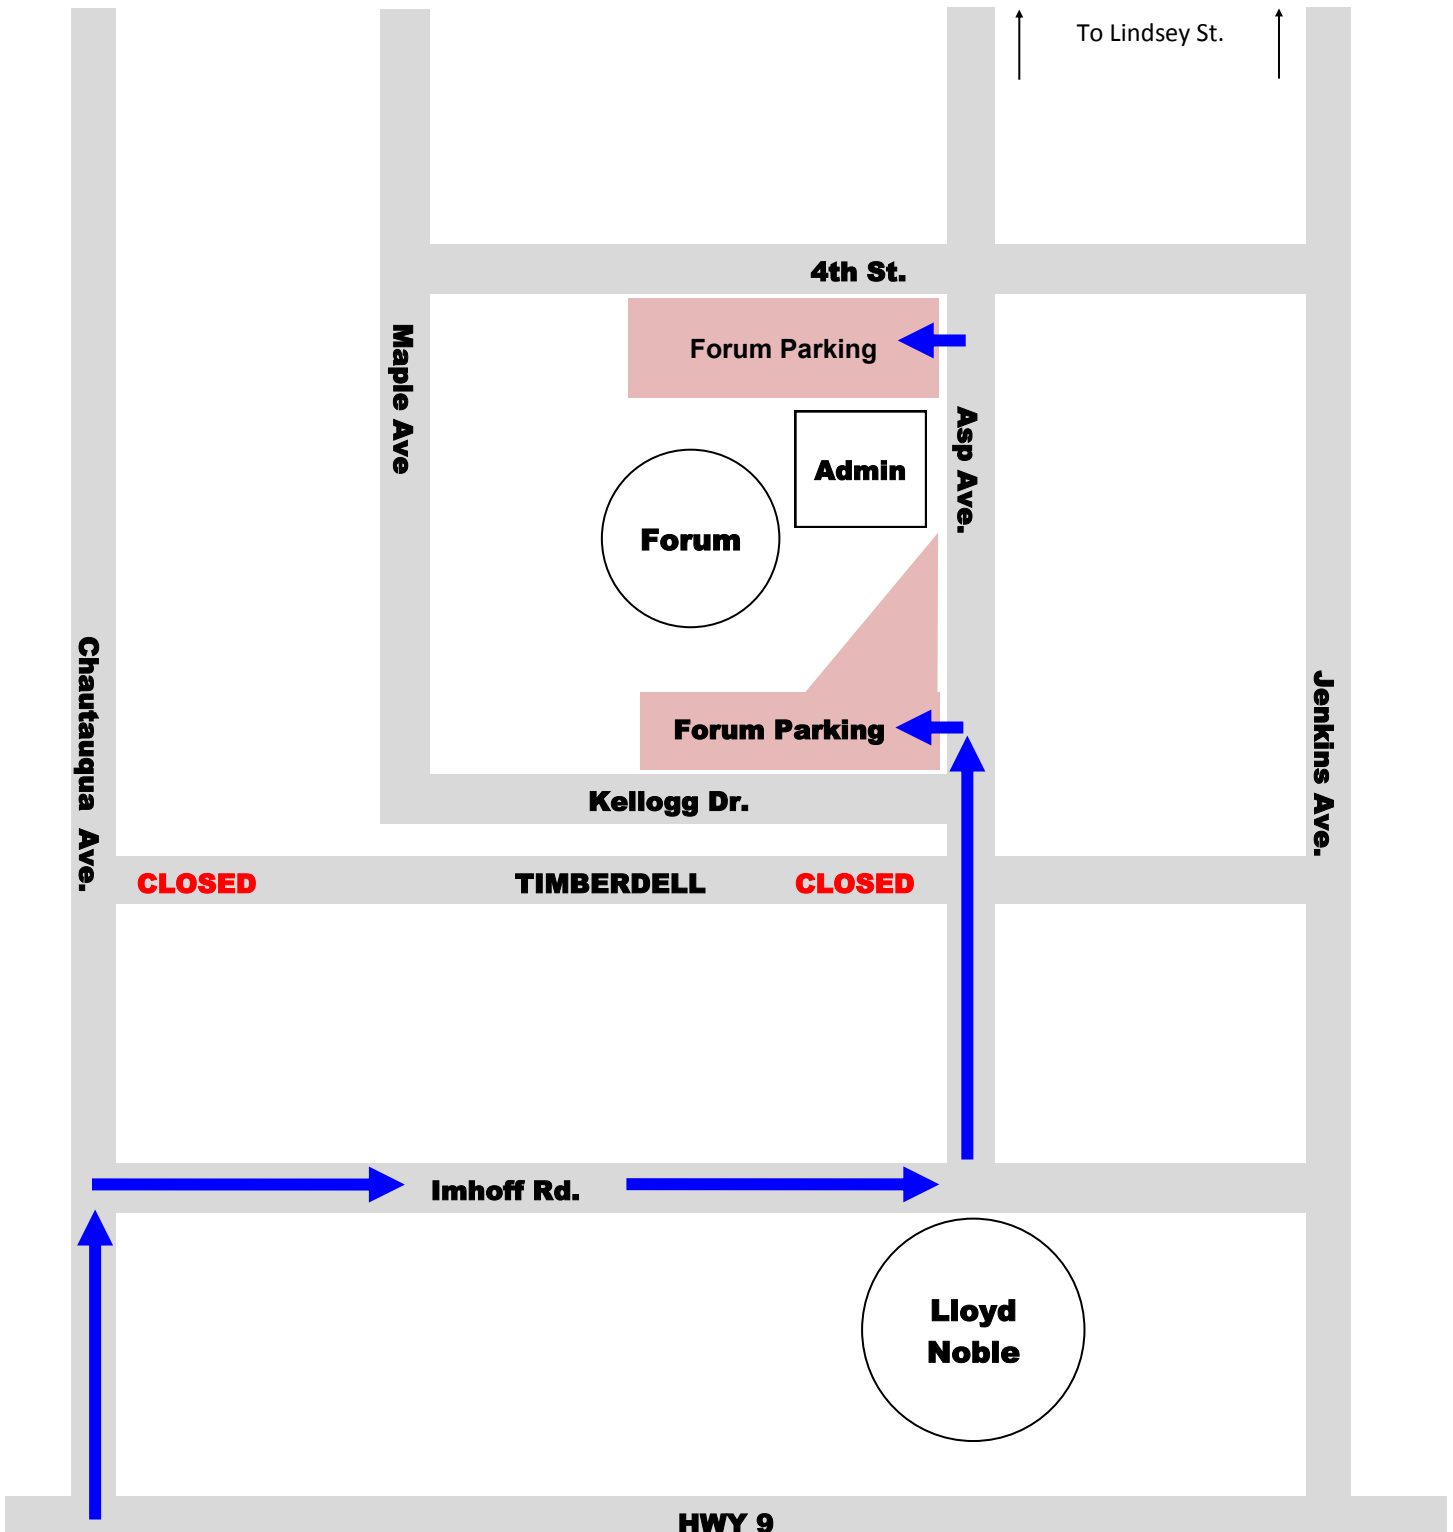 To Lindsey St.
4th St.
Maple Ave
Forum Parking
Asp Ave.
Admin
Forum
Chautauqua Ave.
Jenkins Ave.
Forum Parking
Kellogg Dr.
CLOSED
TIMBERDELL
CLOSED
Imhoff Rd.
Lloyd
Noble
HWY 9